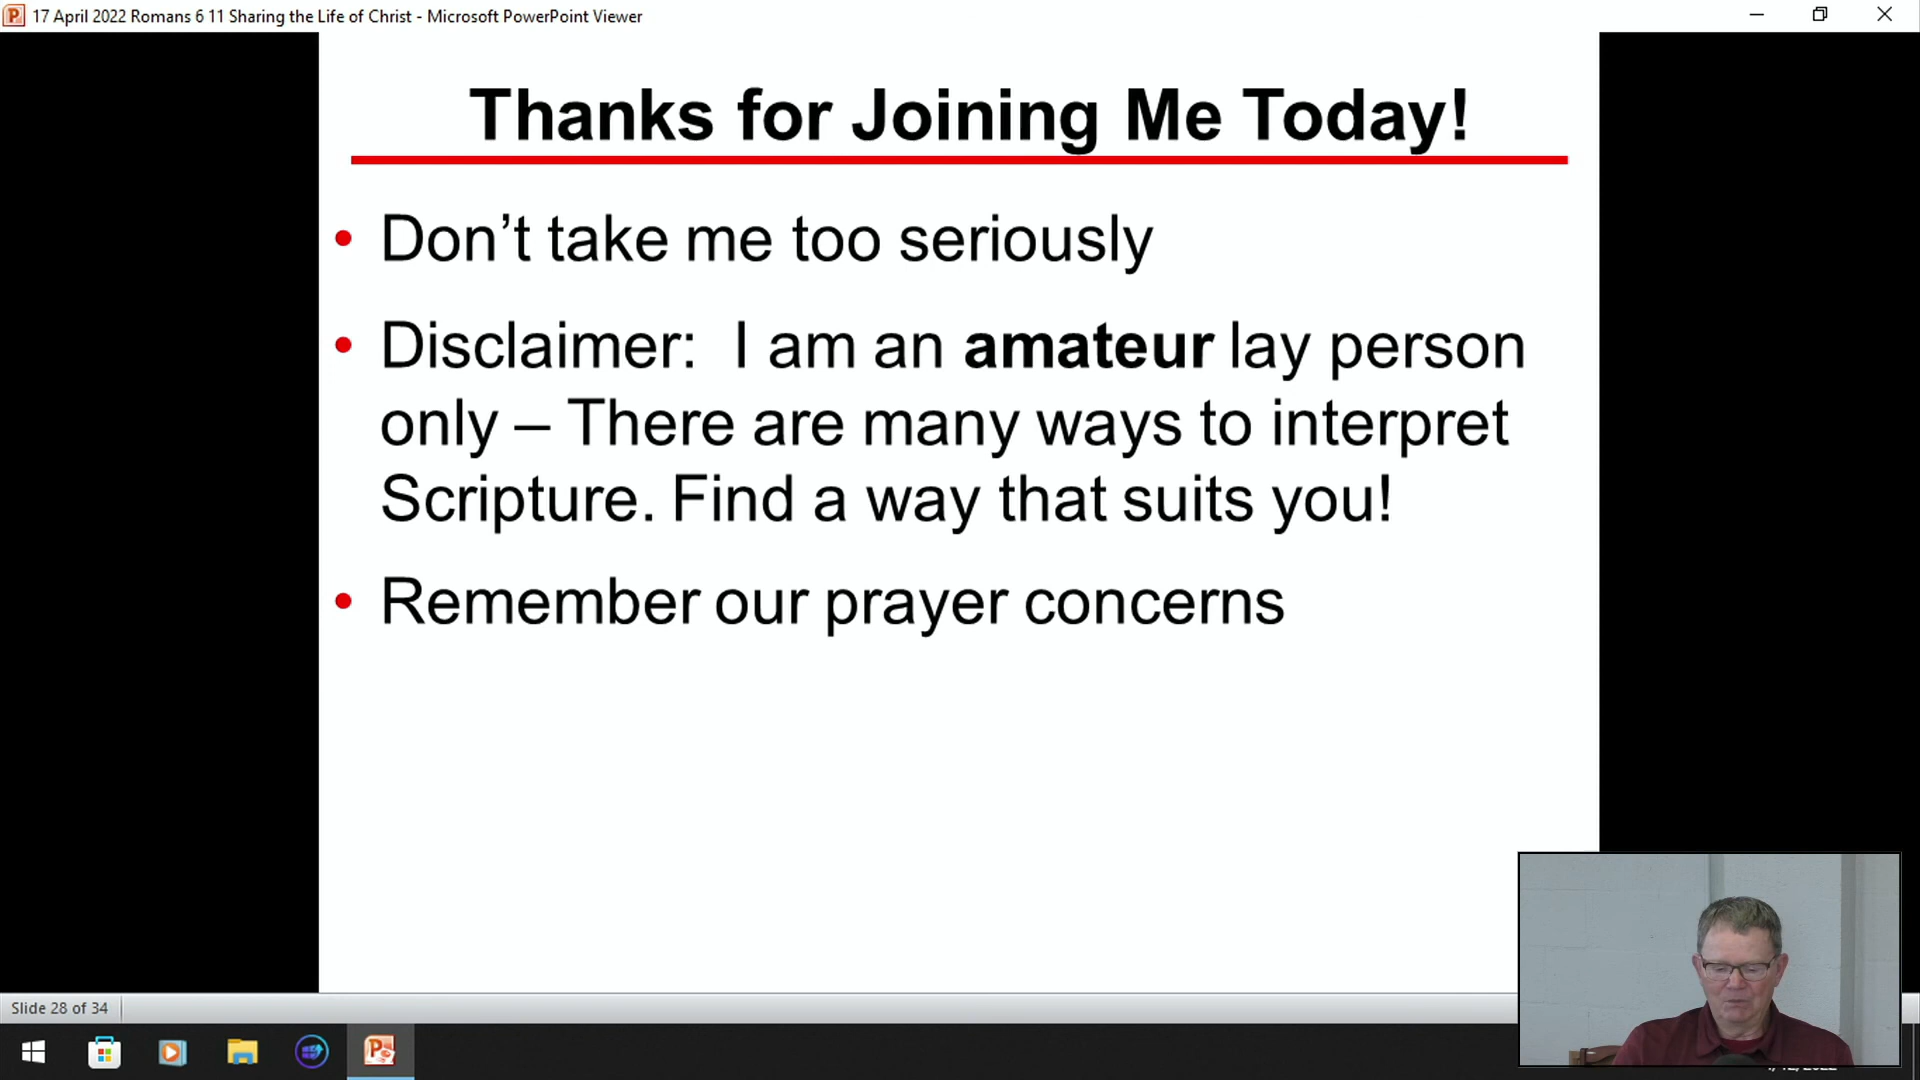 17 April 2022 Romans 6 11 Sharing the Life of Christ - Microsoft PowerPoint Viewer
Thanks for Joining Me Today!
• Don’t take me too seriously
• Disclaimer:  I am an amateur lay person
only – There are many ways to interpret
Scripture. Find a way that suits you!
• Remember our prayer concerns
Slide 28 of 34